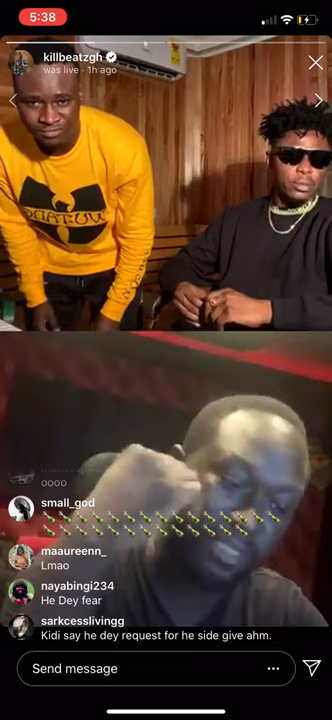 5:38
killbeatzgh
was live · 1h ago
oooo
small_god
maaureenn_
Lmao
nayabingi234
He Dey fear
sarkcesslivingg
Kidi say he dey request for he side give ahm.
Send message